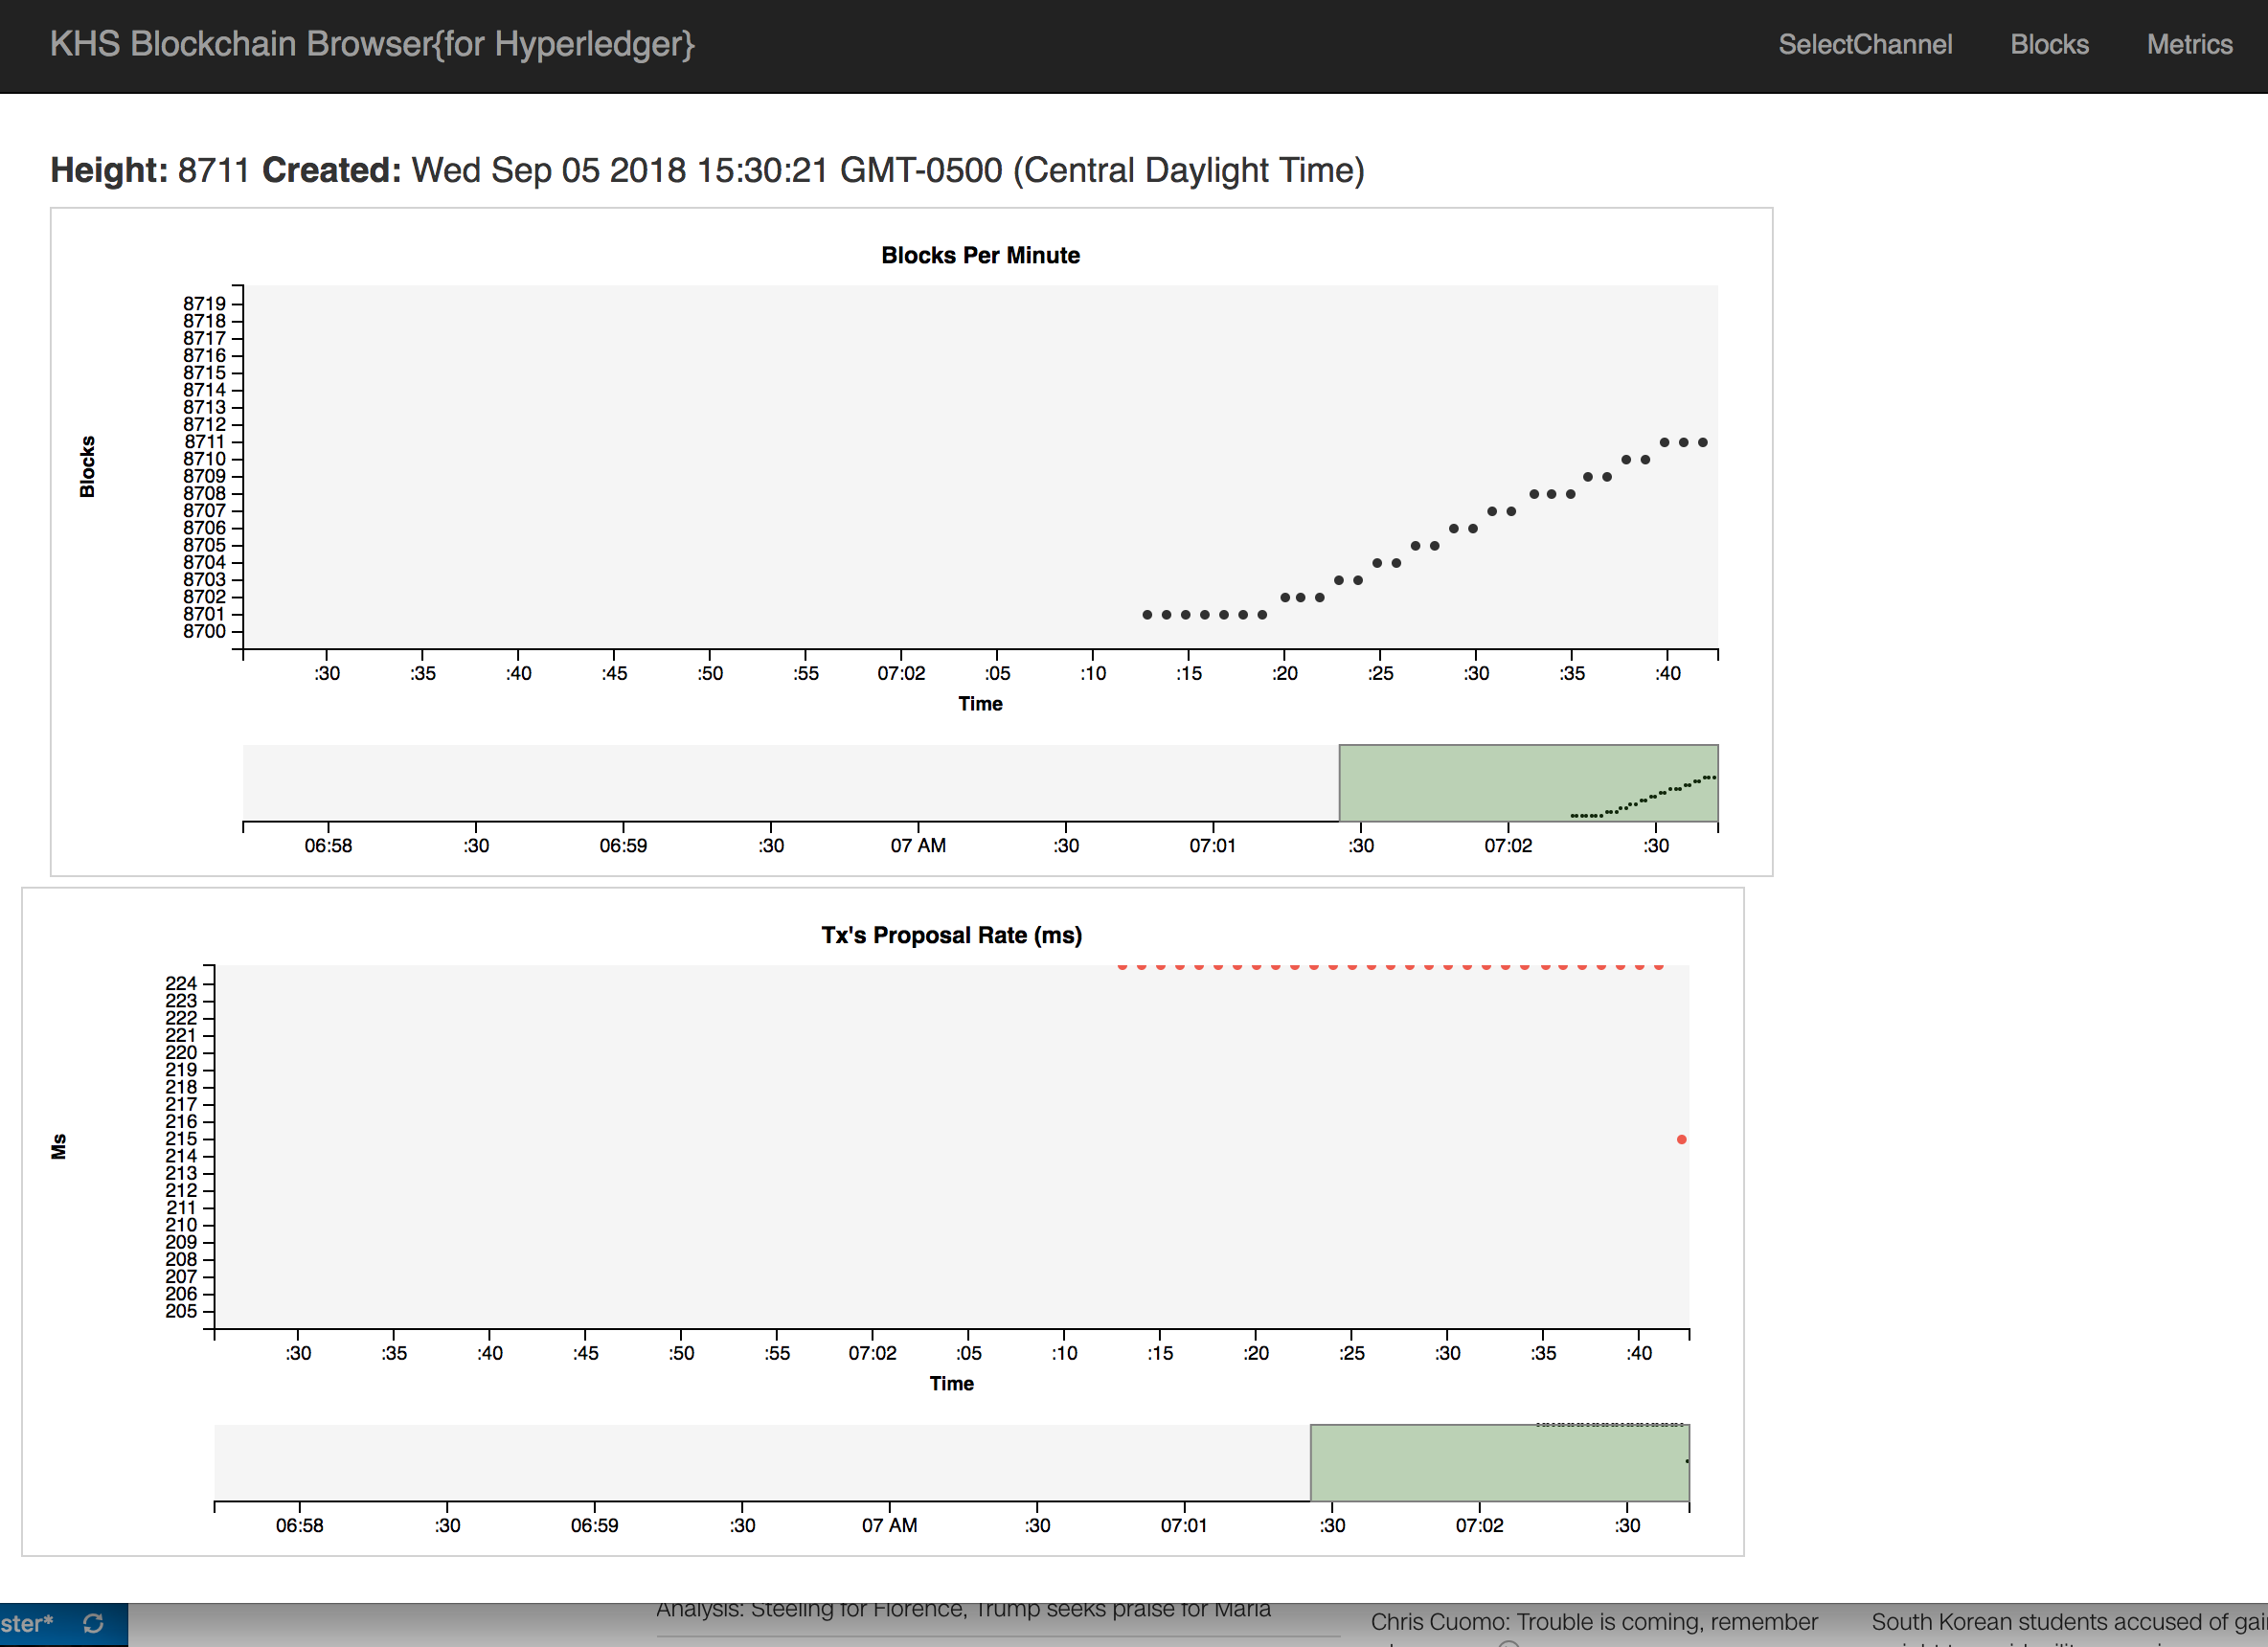 KHS Blockchain Browser{for Hyperledger}
SelectChannel Blocks Metrics
Height: 8711 Created: Wed Sep 05 2018 15:30:21 GMT-0500 (Central Daylight Time)
Blocks Per Minute
Blocks
8719
8718
8717
8716
8715
8714
8713
8712
8711
8710
8709
8708
8707
8706
8705
8704
8703
8702
8701
8700
:30 :35 :40 :45 :50 :55 07:02 :05 :10 :15 :20 :25 :30 :35 :40
Time
06:58 :30 06:59 :30 07 AM :30 07:01 :30 07:02 :30
Tx's Proposal Rate (ms)
Ms
224
223
222
221
220
219
218
217
216
215
214
213
212
211
210
209
208
207
206
205
:30 :35 :40 :45 :50 :55 07:02 :05 :10 :15 :20 :25 :30 :35 :40
Time
06:58 :30 06:59 :30 07 AM :30 07:01 :30 07:02 :30
ster*
Analysis: Steeling for Florence, Trump seeks praise for Maria
Chris Cuomo: Trouble is coming, remember
South Korean students accused of gai